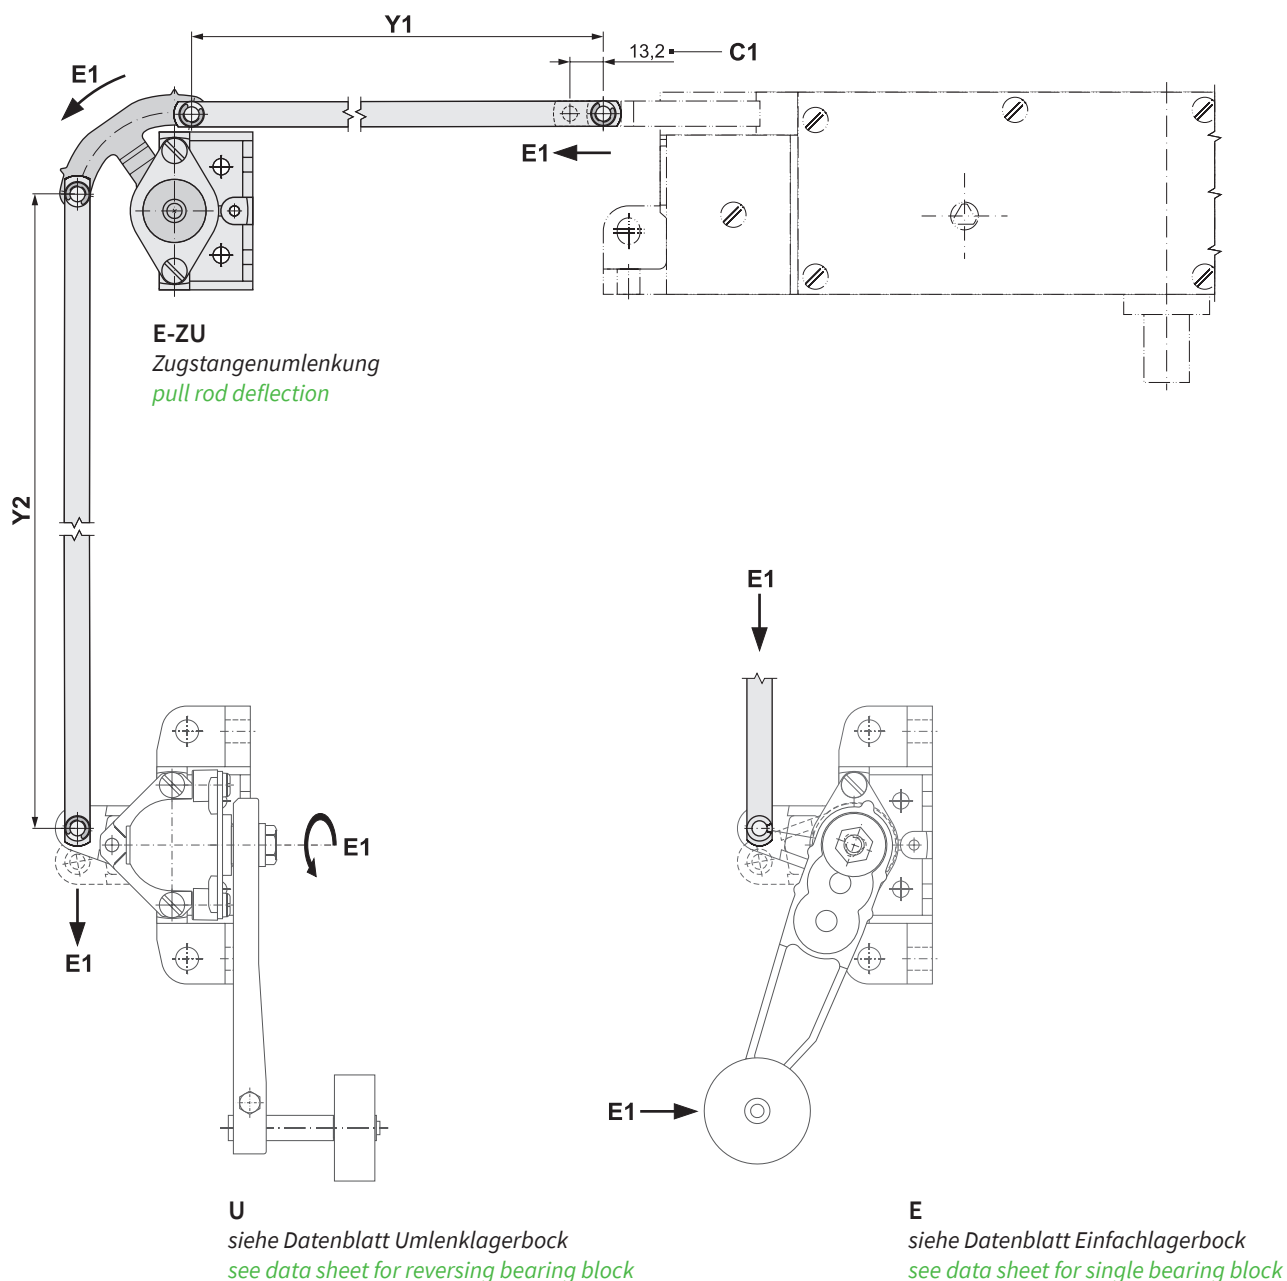 Y1
13,2 C1
E1
E1
E-ZU
Zugstangenumlenkung
pull rod deflection
Y2
E1
E1
E1
E1
U
siehe Datenblatt Umlenklagerbock
see data sheet for reversing bearing block
E
siehe Datenblatt Einfachlagerbock
see data sheet for single bearing block